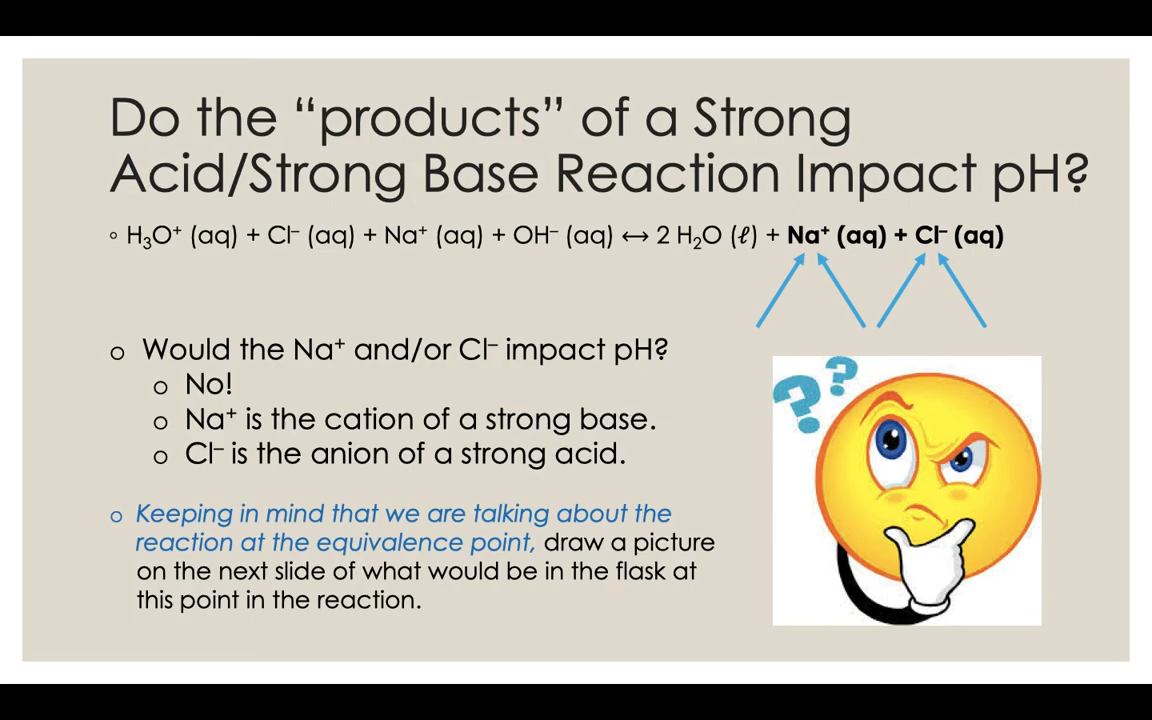 Do the “products” of a Strong
Acid/Strong Base Reaction Impact pH?
◦ H₃O⁺ (aq) + Cl⁻ (aq) + Na⁺ (aq) + OH⁻ (aq) ↔ 2 H₂O (ℓ) + Na⁺ (aq) + Cl⁻ (aq)
o Would the Na⁺ and/or Cl⁻ impact pH?
o No!
o Na⁺ is the cation of a strong base.
o Cl⁻ is the anion of a strong acid.
o Keeping in mind that we are talking about the
reaction at the equivalence point, draw a picture
on the next slide of what would be in the flask at
this point in the reaction.
? ?